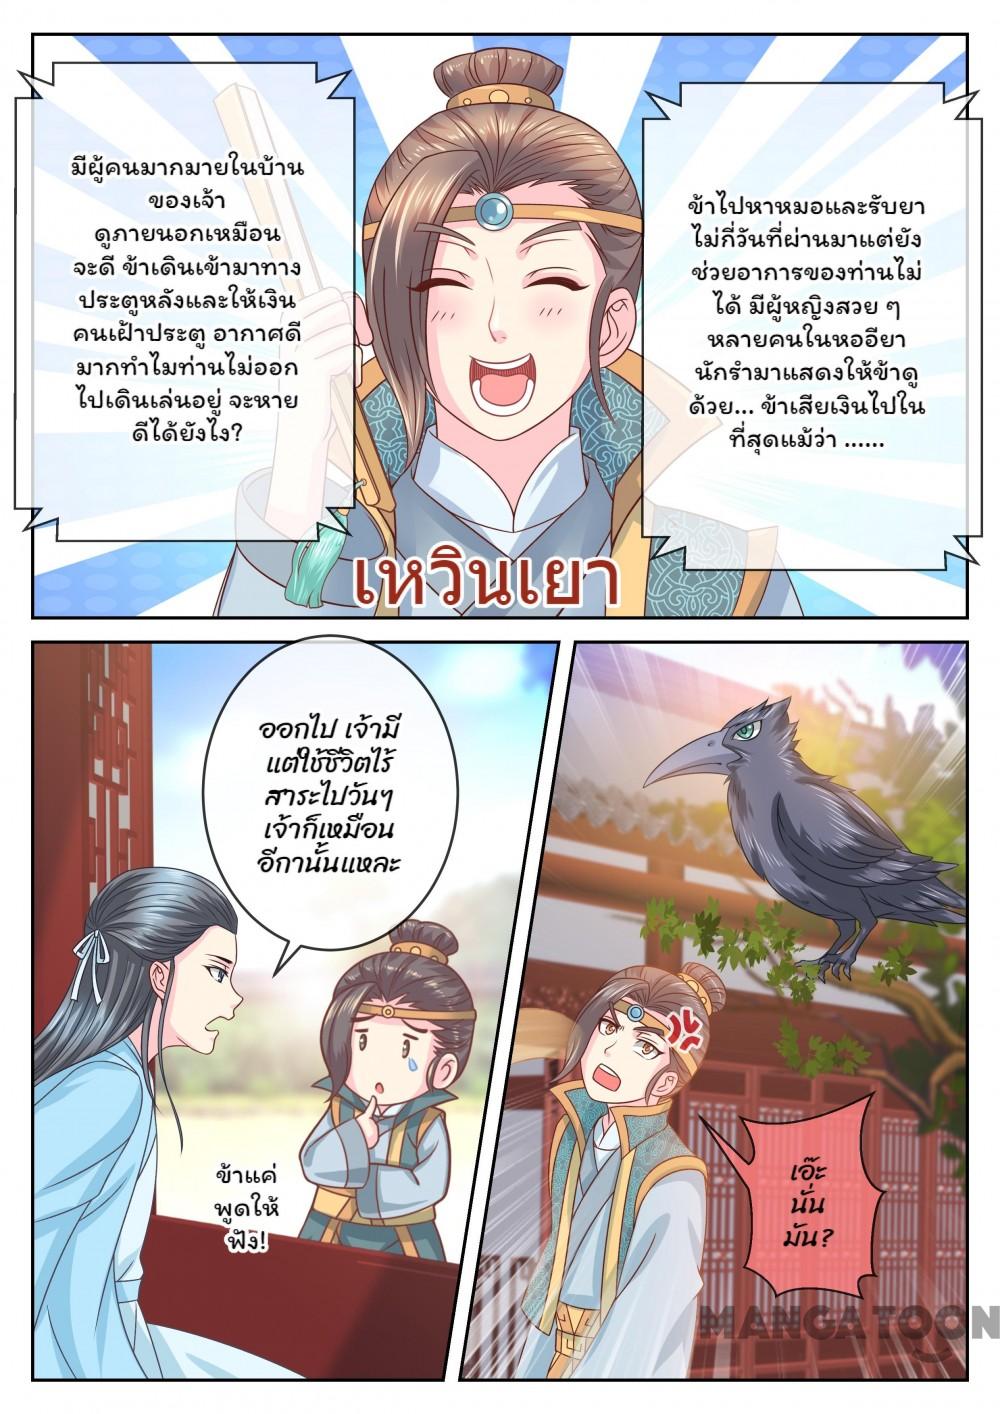 มีผู้คนมากมายในบ้าน
ของเจ้า
ดูภายนอกเหมือน
จะดี ข้าเดินเข้ามาทาง
ประตูหลังและให้เงิน
คนเฝ้าประตู อากาศดี
มากทำไมท่านไม่ออก
ไปเดินเล่นอยู่ จะหาย
ดีได้ยังไง?
ข้าไปหาหมอและรับยา
ไม่กี่วันที่ผ่านมาแต่ยัง
ช่วยอาการของท่านไม่
ได้ มีผู้หญิงสวย ๆ
หลายคนในหออียา
นักรำมาแสดงให้ข้าดู
ด้วย... ข้าเสียเงินไปใน
ที่สุดแม้ว่า ......
เหวินเยา
ออกไป เจ้ามี
แต่ใช้ชีวิตไร้
สาระไปวันๆ
เจ้าก็เหมือน
อีกานั้นแหละ
ข้าแค่
พูดให้
ฟัง!
เอ๊ะ
นั่น
มัน?
MANGATOON